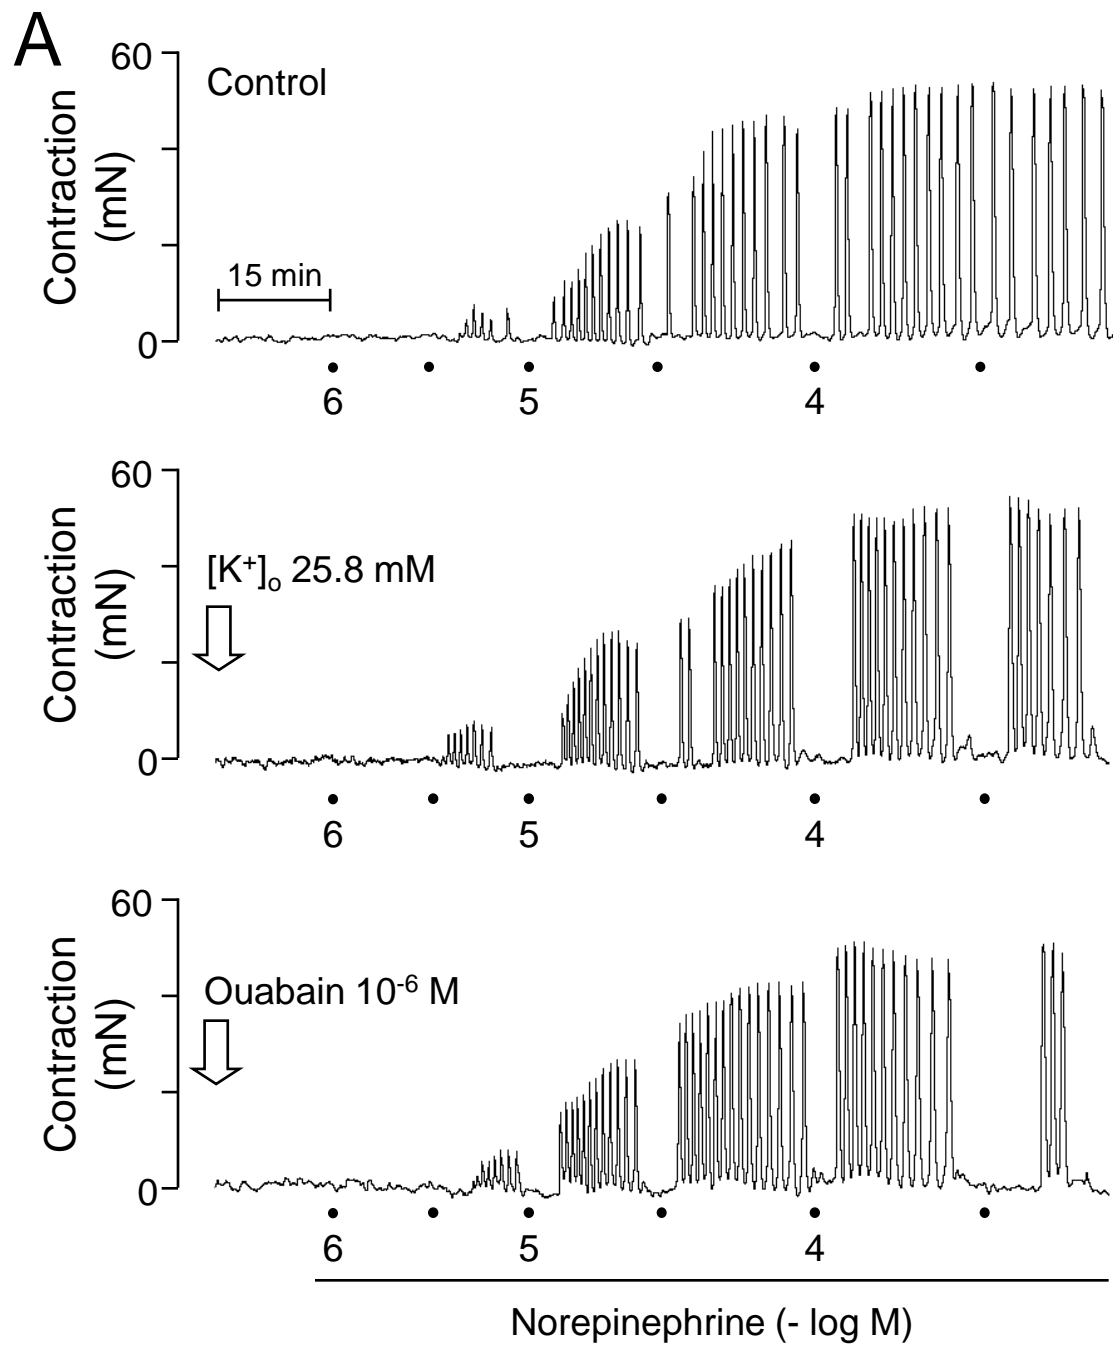 A
60
Control
Contraction
(mN)
15 min
0
6 5 4
60
[K⁺]ₒ 25.8 mM
Contraction
(mN)
0
6 5 4
60
Ouabain 10⁻⁶ M
Contraction
(mN)
0
6 5 4
Norepinephrine (- log M)